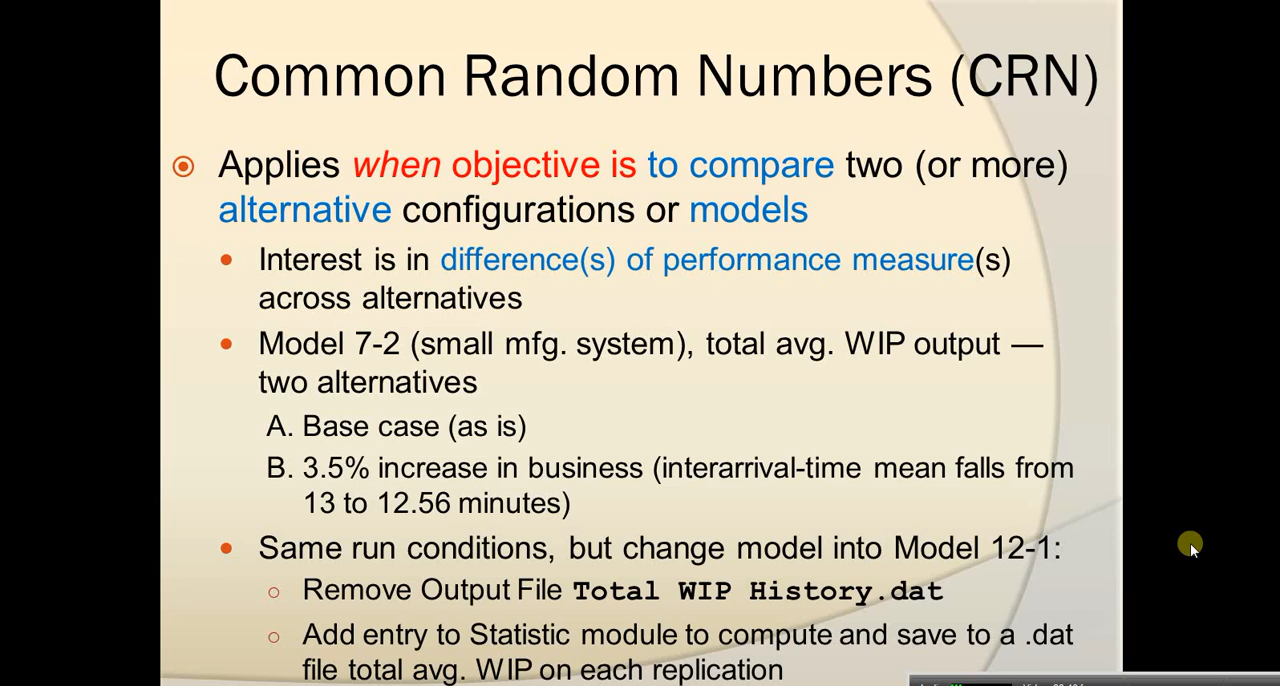 Common Random Numbers (CRN)
Applies when objective is to compare two (or more)
alternative configurations or models
Interest is in difference(s) of performance measure(s)
across alternatives
Model 7-2 (small mfg. system), total avg. WIP output —
two alternatives
A. Base case (as is)
B. 3.5% increase in business (interarrival-time mean falls from
13 to 12.56 minutes)
Same run conditions, but change model into Model 12-1:
Remove Output File Total WIP History.dat
Add entry to Statistic module to compute and save to a .dat
file total avg. WIP on each replication